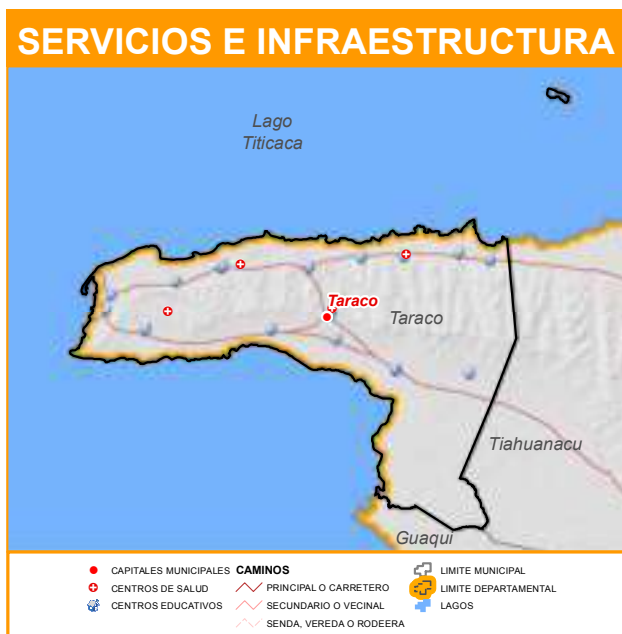 SERVICIOS E INFRAESTRUCTURA
Lago
Titicaca
Taraco
Taraco
Tiahuanacu
Guaqui
CAPITALES MUNICIPALES
CENTROS DE SALUD
CENTROS EDUCATIVOS
CAMINOS
PRINCIPAL O CARRETERO
SECUNDARIO O VECINAL
SENDA, VEREDA O RODEERA
LIMITE MUNICIPAL
LIMITE DEPARTAMENTAL
LAGOS